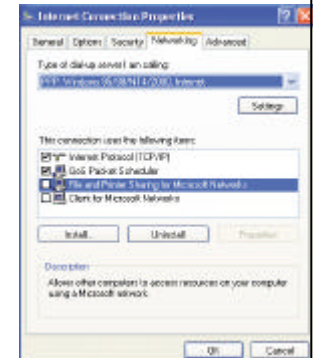 Internet Connection Properties
General Options Security Networking Advanced
Type of dial-up server I am calling:
PPP: Windows 95/98/NT4/2000, Internet
Settings
This connection uses the following items:
Internet Protocol (TCP/IP)
QoS Packet Scheduler
File and Printer Sharing for Microsoft Networks
Client for Microsoft Networks
Install... Uninstall Properties
Description
Allows other computers to access resources on your computer
using a Microsoft network.
OK Cancel